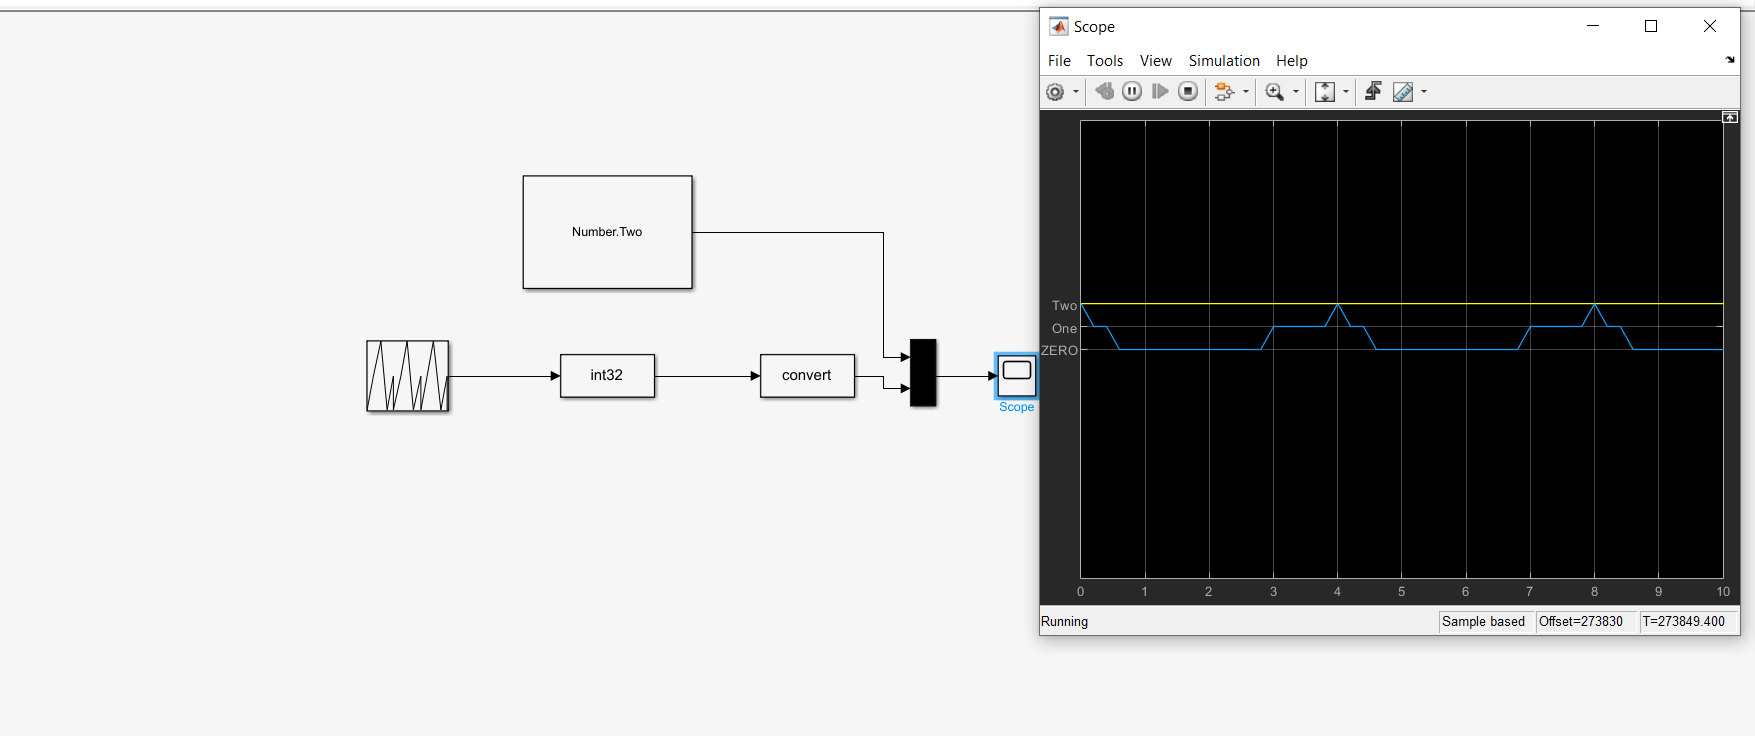 Scope
File Tools View Simulation Help
Number.Two
int32
convert
Scope
Two
One
ZERO
0 1 2 3 4 5 6 7 8 9 10
Running
Sample based
Offset=273830
T=273849.400